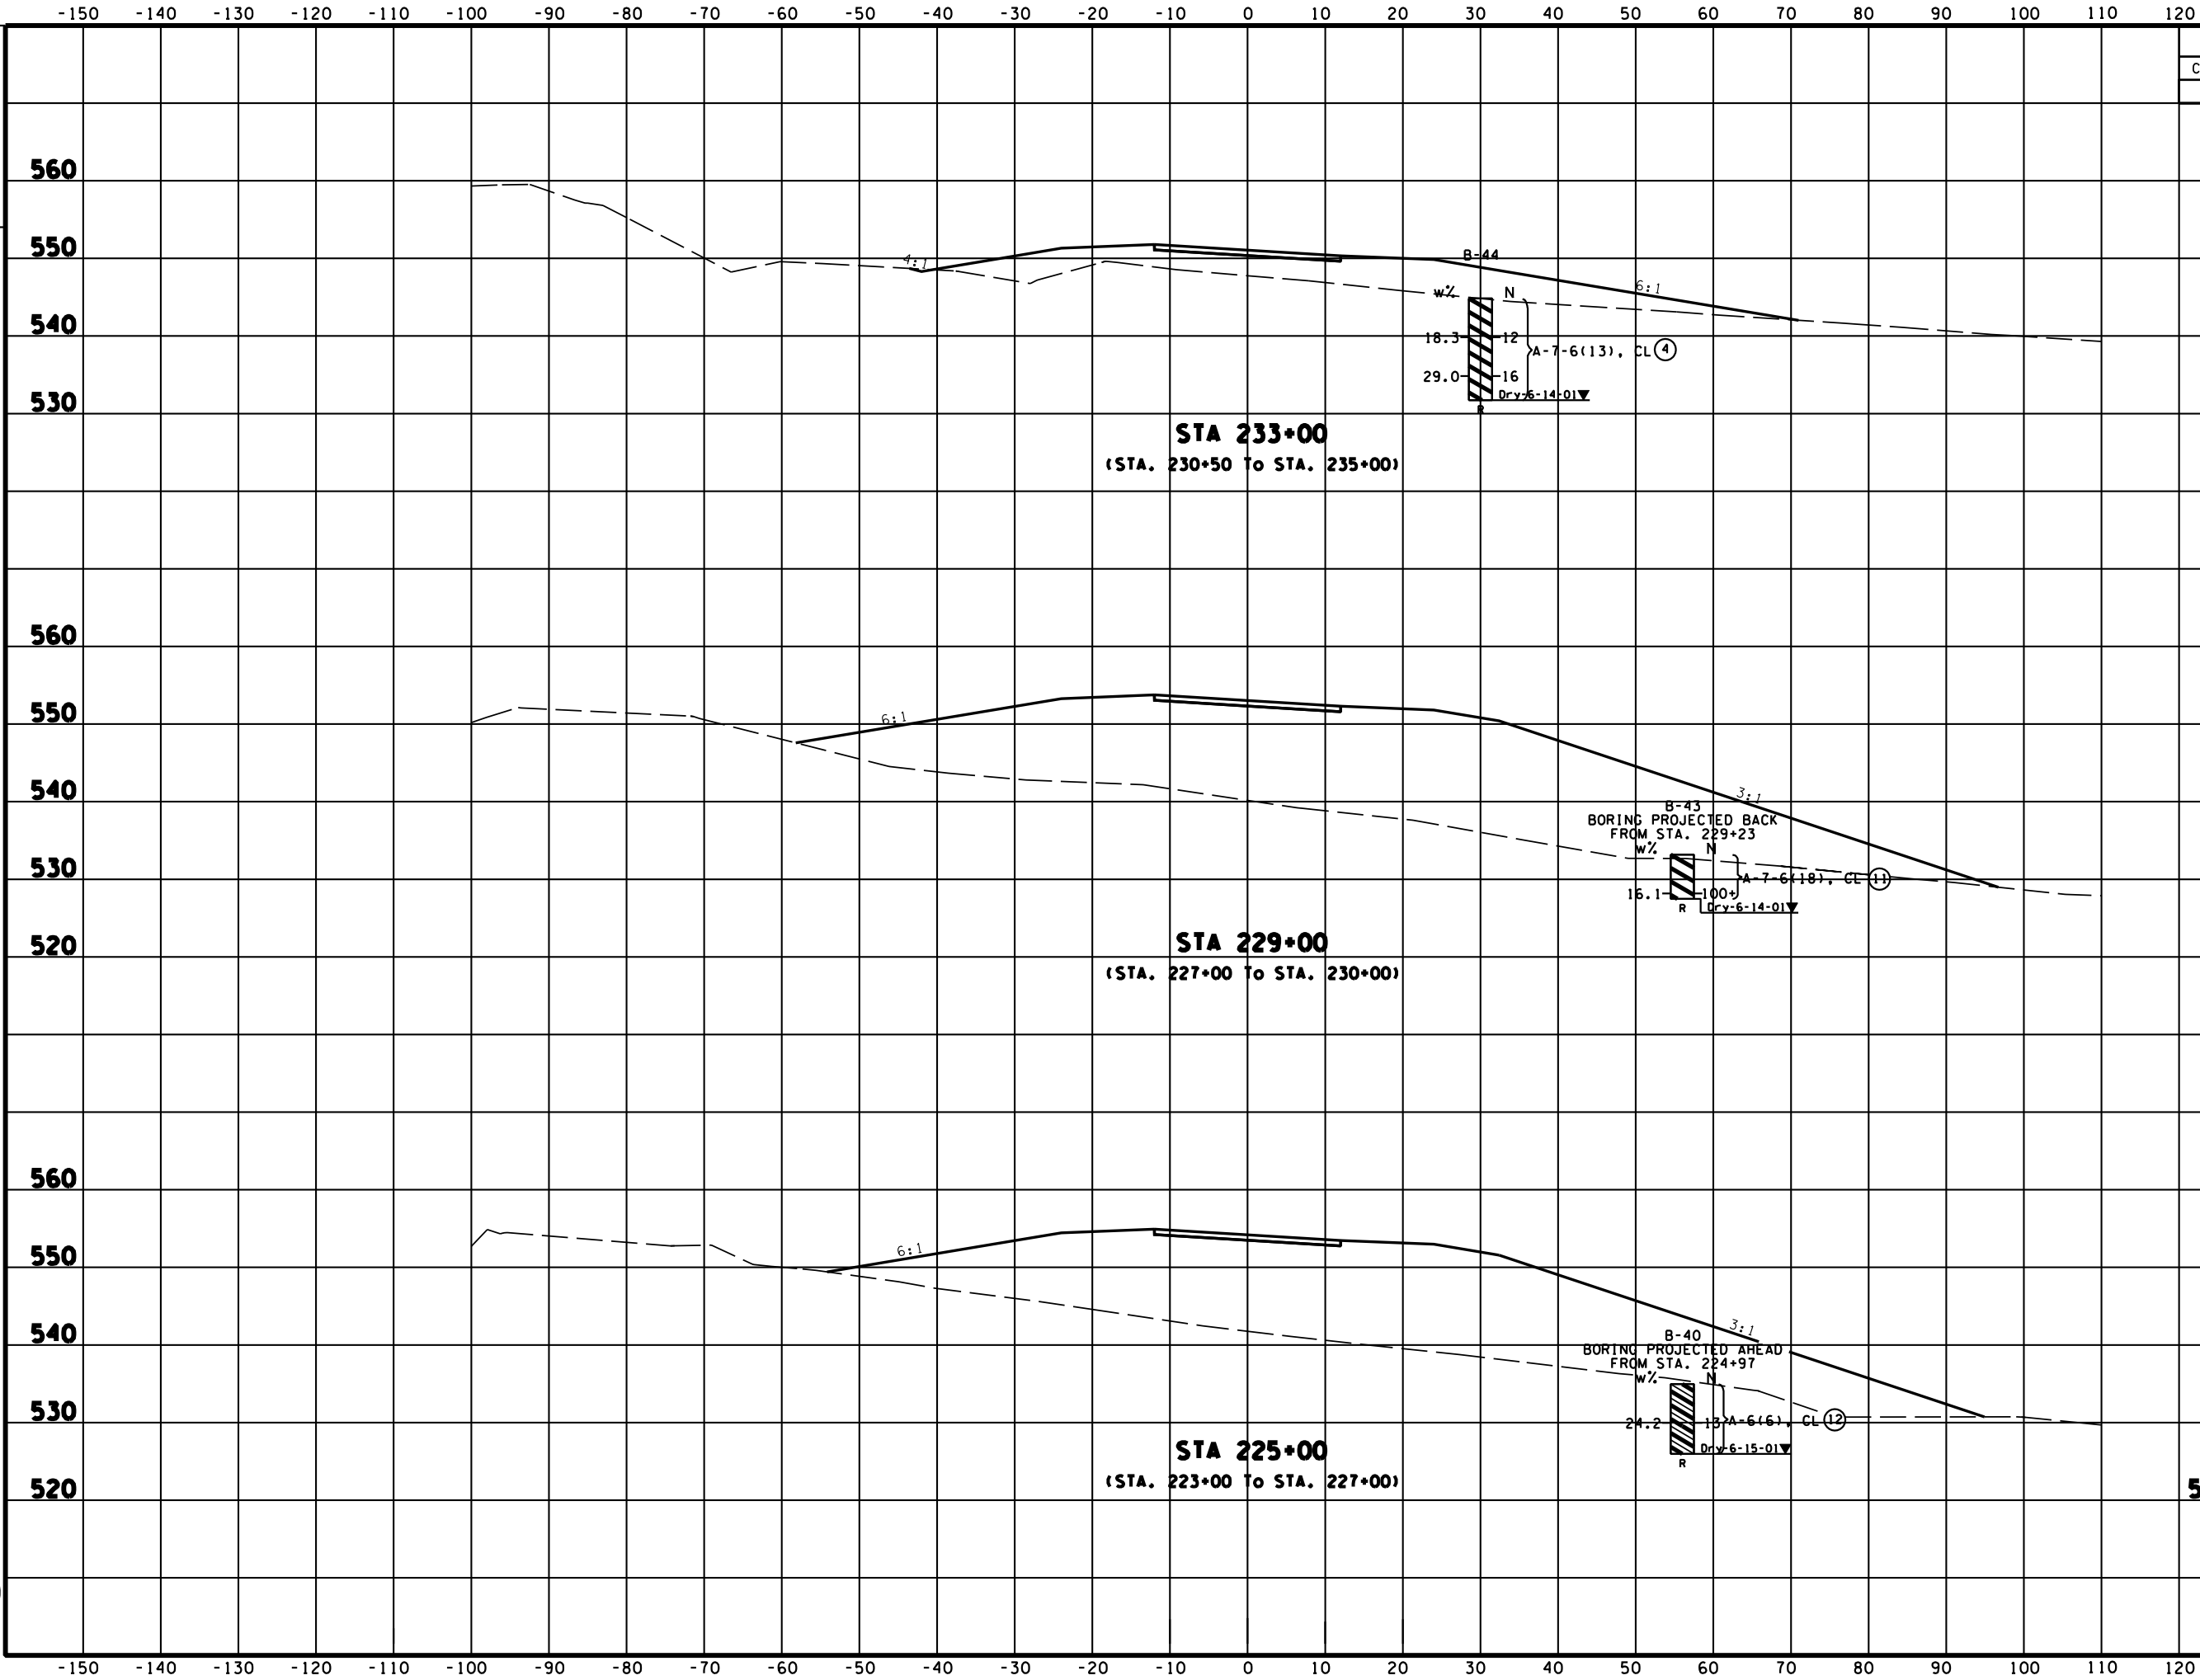 -150 -140 -130 -120 -110 -100 -90 -80 -70 -60 -50 -40 -30 -20 -10 0 10 20 30 40 50 60 70 80 90 100 110 120
C
560
550
4:1
B-44
6:1
w% N
540
18.3 12
A-7-6(13), CL 4
29.0 16
Dry-6-14-01
530
R
STA 233+00
(STA. 230+50 To STA. 235+00)
560
550
6:1
540
3:1
B-43
BORING PROJECTED BACK
FROM STA. 229+23
w% N
530
A-7-6(18), CL 11
16.1 100+
R Dry-6-14-01
520
STA 229+00
(STA. 227+00 To STA. 230+00)
560
550
6:1
540
3:1
B-40
BORING PROJECTED AHEAD
FROM STA. 224+97
w% N
530
24.2 13 A-6(6), CL 12
Dry-6-15-01
R
STA 225+00
(STA. 223+00 To STA. 227+00)
520
5
-150 -140 -130 -120 -110 -100 -90 -80 -70 -60 -50 -40 -30 -20 -10 0 10 20 30 40 50 60 70 80 90 100 110 120